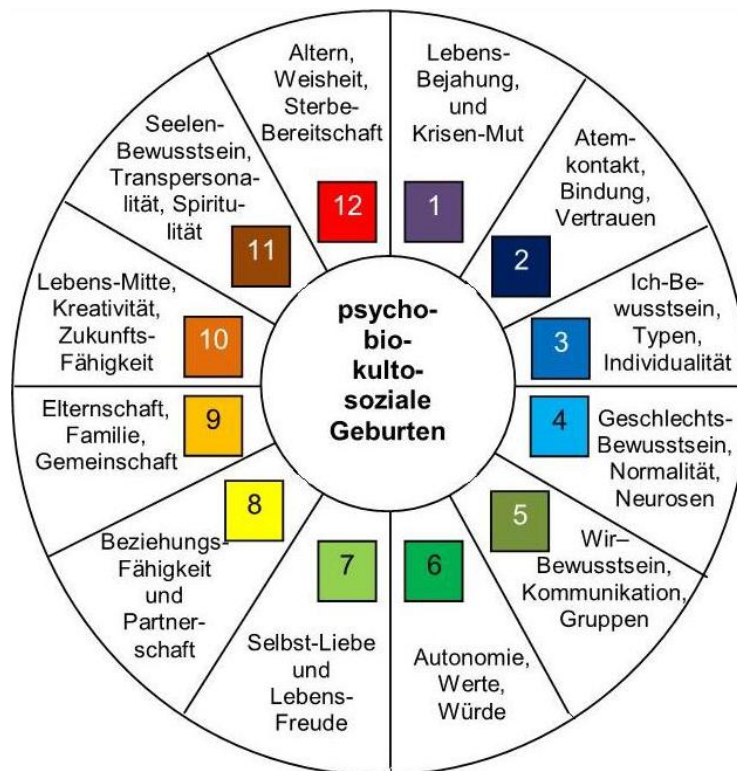 psycho-
bio-
kulto-
soziale
Geburten
Lebens-
Bejahung,
und
Krisen-Mut
1
Atem-
kontakt,
Bindung,
Vertrauen
2
Ich-Be-
wusstsein,
Typen,
Individualität
3
Geschlechts-
Bewusstsein,
Normalität,
Neurosen
4
Wir–
Bewusstsein,
Kommunikation,
Gruppen
5
Autonomie,
Werte,
Würde
6
Selbst-Liebe
und
Lebens-
Freude
7
Beziehungs-
Fähigkeit
und
Partner-
schaft
8
Elternschaft,
Familie,
Gemeinschaft
9
Lebens-Mitte,
Kreativität,
Zukunfts-
Fähigkeit
10
Seelen-
Bewusstsein,
Transpersona-
lität, Spiritu-
lität
11
Altern,
Weisheit,
Sterbe-
Bereitschaft
12